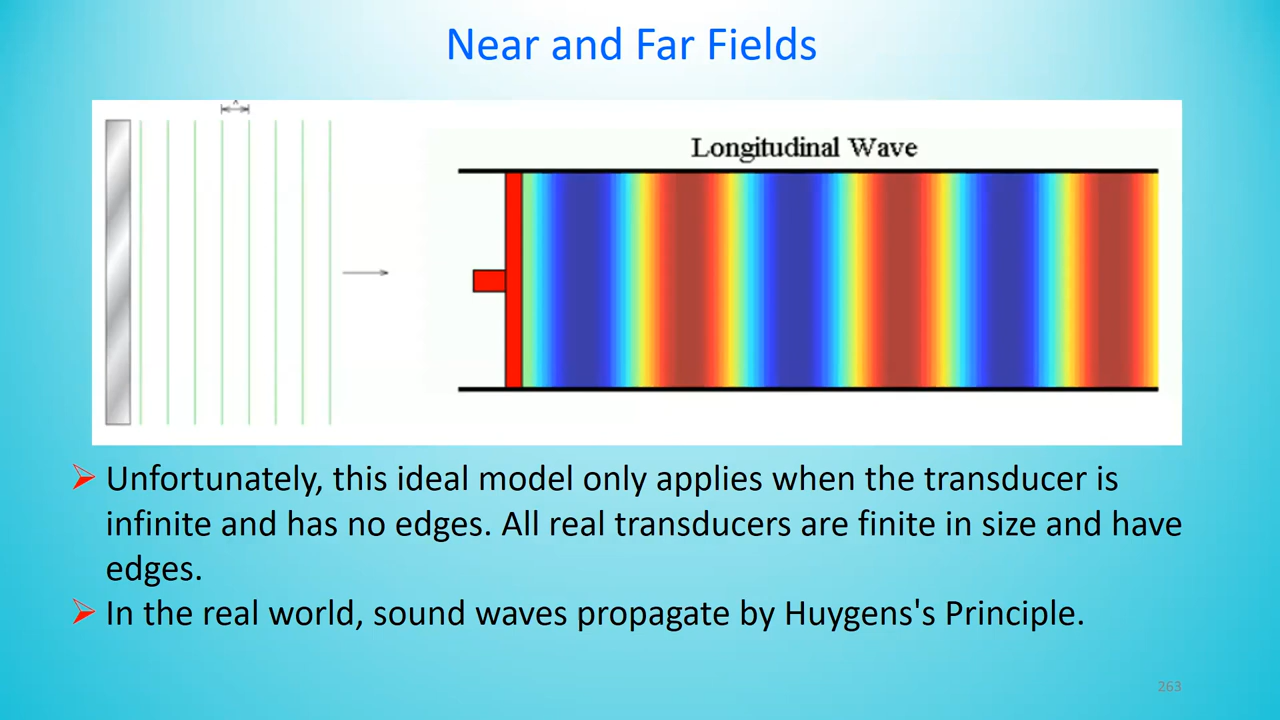 Near and Far Fields
λ
Longitudinal Wave
Unfortunately, this ideal model only applies when the transducer is
infinite and has no edges. All real transducers are finite in size and have
edges.
In the real world, sound waves propagate by Huygens's Principle.
263